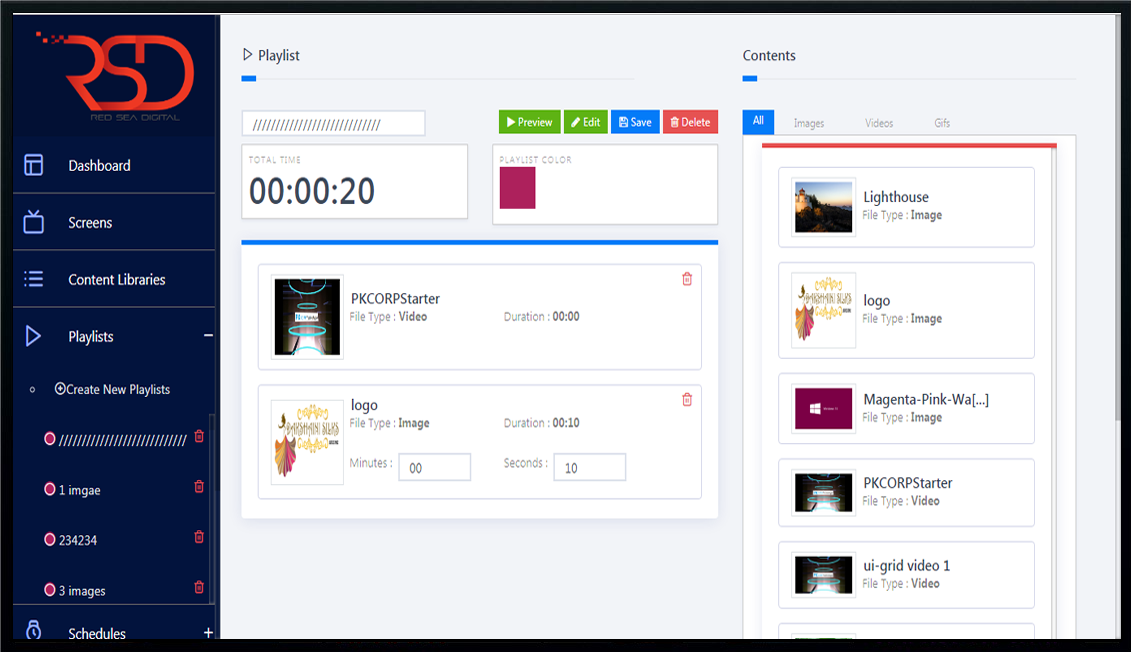 RSD
RED SEA DIGITAL
Dashboard
Screens
Content Libraries
Playlists
Create New Playlists
////////////////////////////
1 imgae
234234
3 images
Schedules
Playlist
////////////////////////////
Preview Edit Save Delete
TOTAL TIME
00:00:20
PLAYLIST COLOR
PKCORPStarter
File Type : Video Duration : 00:00
logo
File Type : Image Duration : 00:10
Minutes : 00 Seconds : 10
Contents
All Images Videos Gifs
Lighthouse
File Type : Image
logo
File Type : Image
Magenta-Pink-Wa[...]
File Type : Image
PKCORPStarter
File Type : Video
ui-grid video 1
File Type : Video